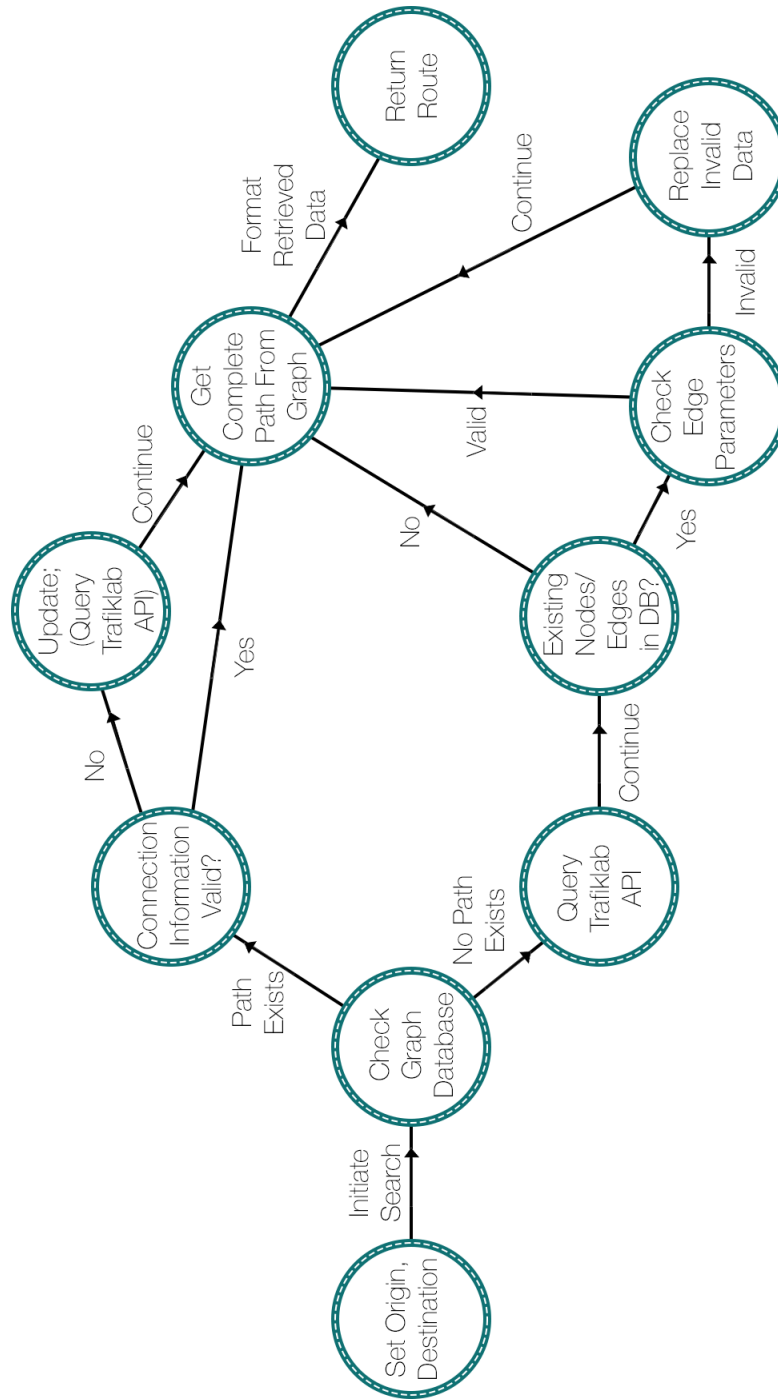 Set Origin,
Destination
Initiate
Search
Check
Graph
Database
Path
Exists
No Path
Exists
Connection
Information
Valid?
No
Yes
Update;
(Query
Trafiklab
API)
Continue
Query
Trafiklab
API
Continue
Existing
Nodes/
Edges
in DB?
No
Yes
Check
Edge
Parameters
Valid
Invalid
Replace
Invalid
Data
Continue
Get
Complete
Path From
Graph
Format
Retrieved
Data
Return
Route